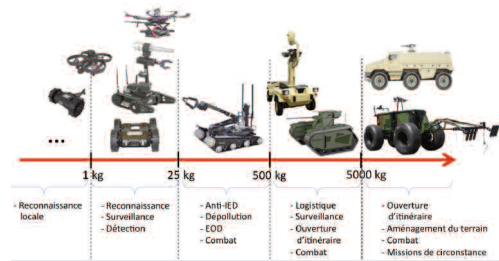 ...
1 kg 25 kg 500 kg 5000 kg
- Reconnaissance
locale
- Reconnaissance
- Surveillance
- Détection
- Anti-IED
- Dépollution
- EOD
- Combat
- Logistique
- Surveillance
- Ouverture
d'itinéraire
- Combat
- Ouverture
d'itinéraire
- Aménagement du terrain
- Combat
- Missions de circonstance